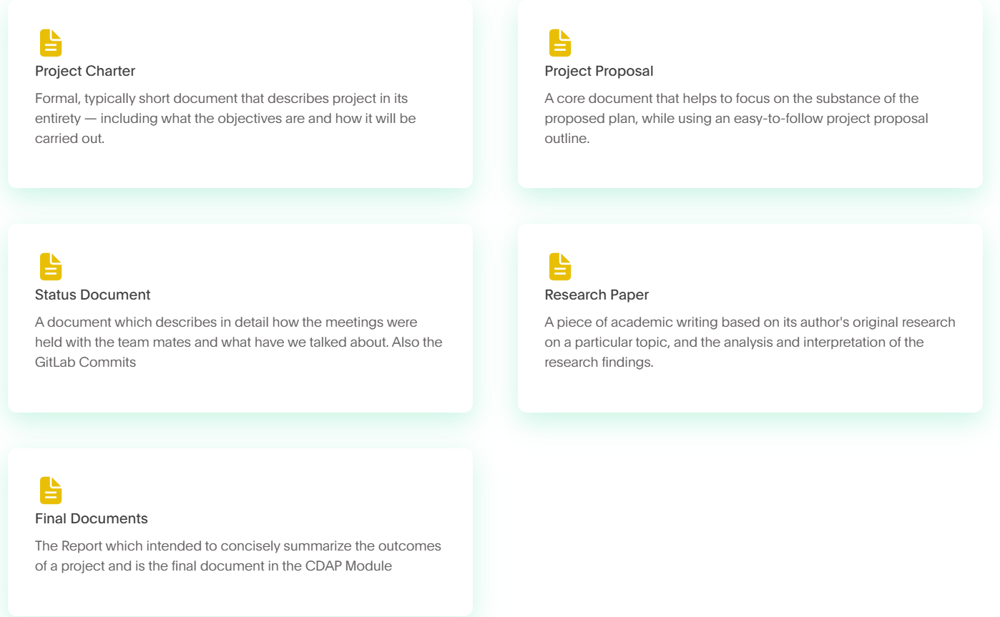 Project Charter
Formal, typically short document that describes project in its
entirety — including what the objectives are and how it will be
carried out.
Project Proposal
A core document that helps to focus on the substance of the
proposed plan, while using an easy-to-follow project proposal
outline.
Status Document
A document which describes in detail how the meetings were
held with the team mates and what have we talked about. Also the
GitLab Commits
Research Paper
A piece of academic writing based on its author's original research
on a particular topic, and the analysis and interpretation of the
research findings.
Final Documents
The Report which intended to concisely summarize the outcomes
of a project and is the final document in the CDAP Module